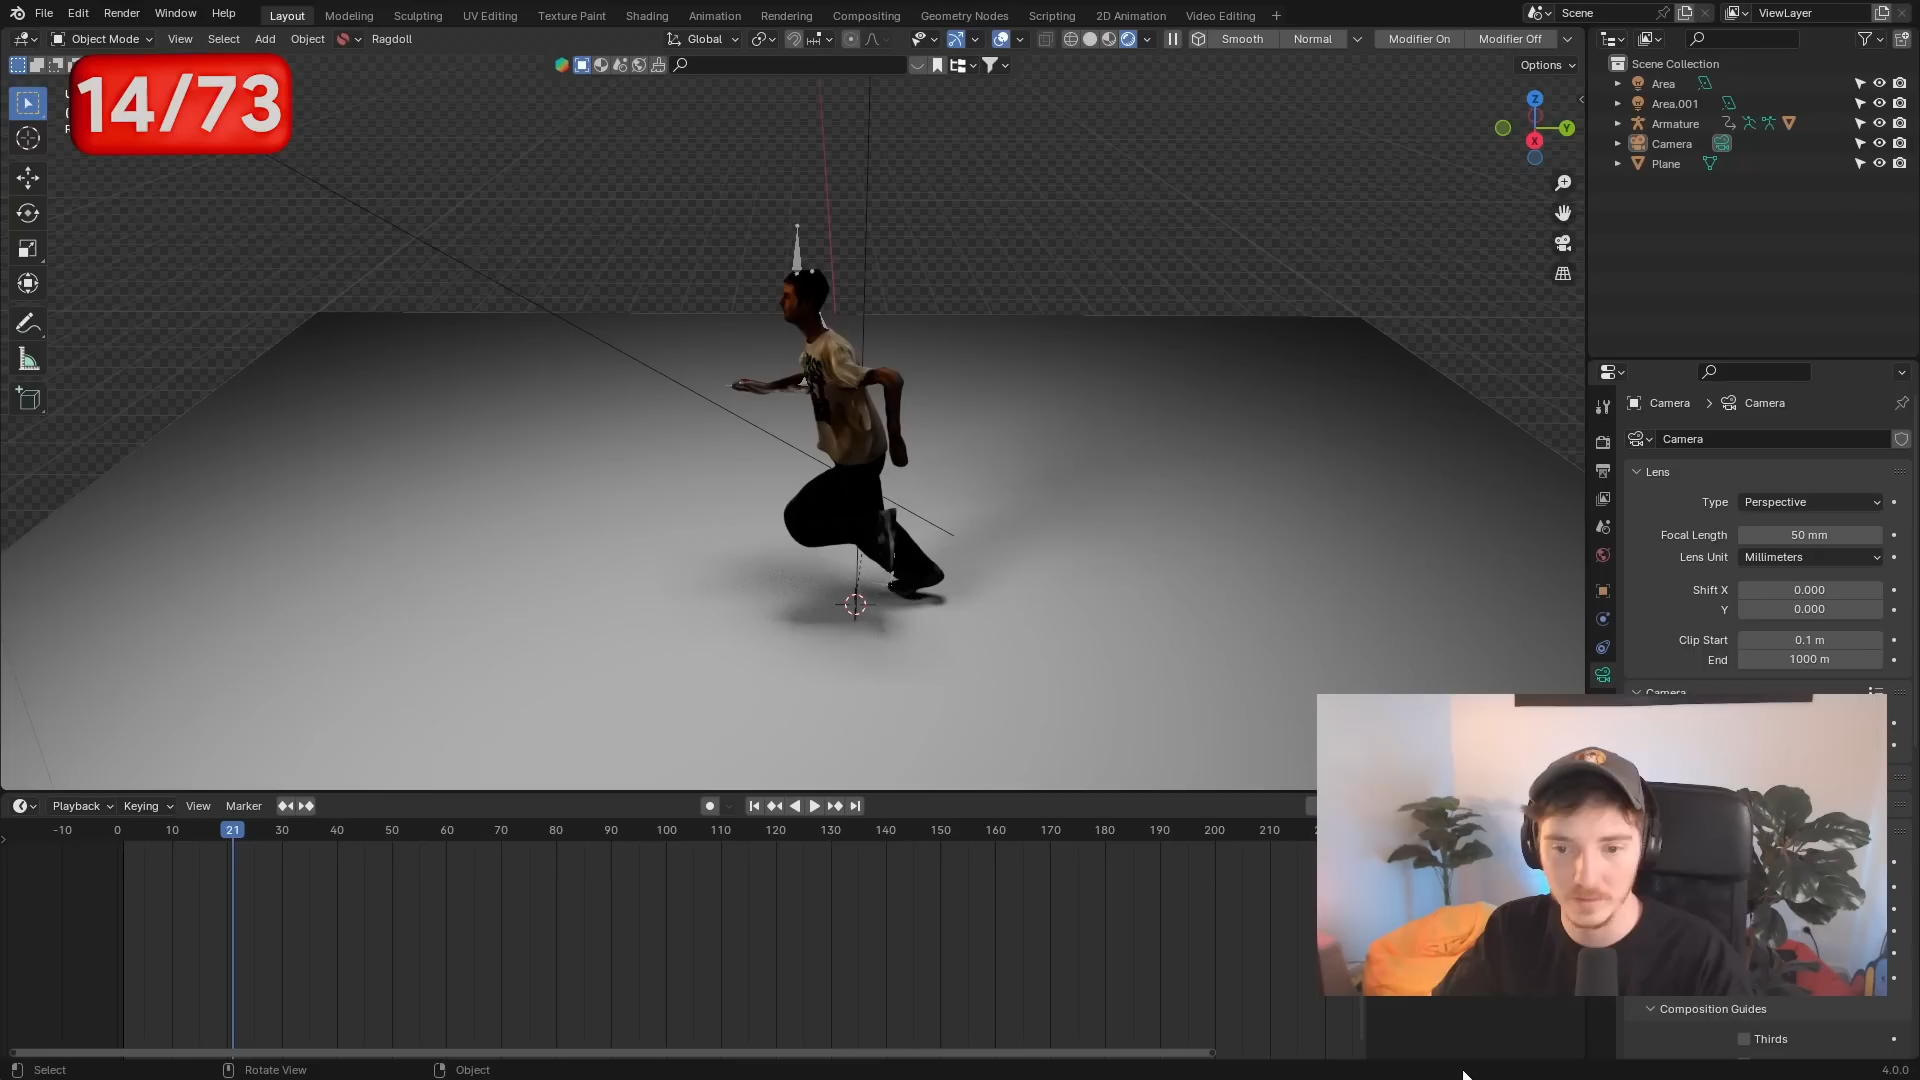 File Edit Render Window Help Layout Modeling Sculpting UV Editing Texture Paint Shading Animation Rendering Compositing Geometry Nodes Scripting 2D Animation Video Editing + Scene ViewLayer
Object Mode View Select Add Object Ragdoll Global Smooth Normal Modifier On Modifier Off
Options
14/73
Z
Y
X
Scene Collection
Area
Area.001
Armature
Camera
Plane
Camera > Camera
Camera
Lens
Type Perspective
Focal Length 50 mm
Lens Unit Millimeters
Shift X 0.000
Y 0.000
Clip Start 0.1 m
End 1000 m
Camera
Playback Keying View Marker
-10 0 10 21 30 40 50 60 70 80 90 100 110 120 130 140 150 160 170 180 190 200 210
Composition Guides
Thirds
Select Rotate View Object 4.0.0